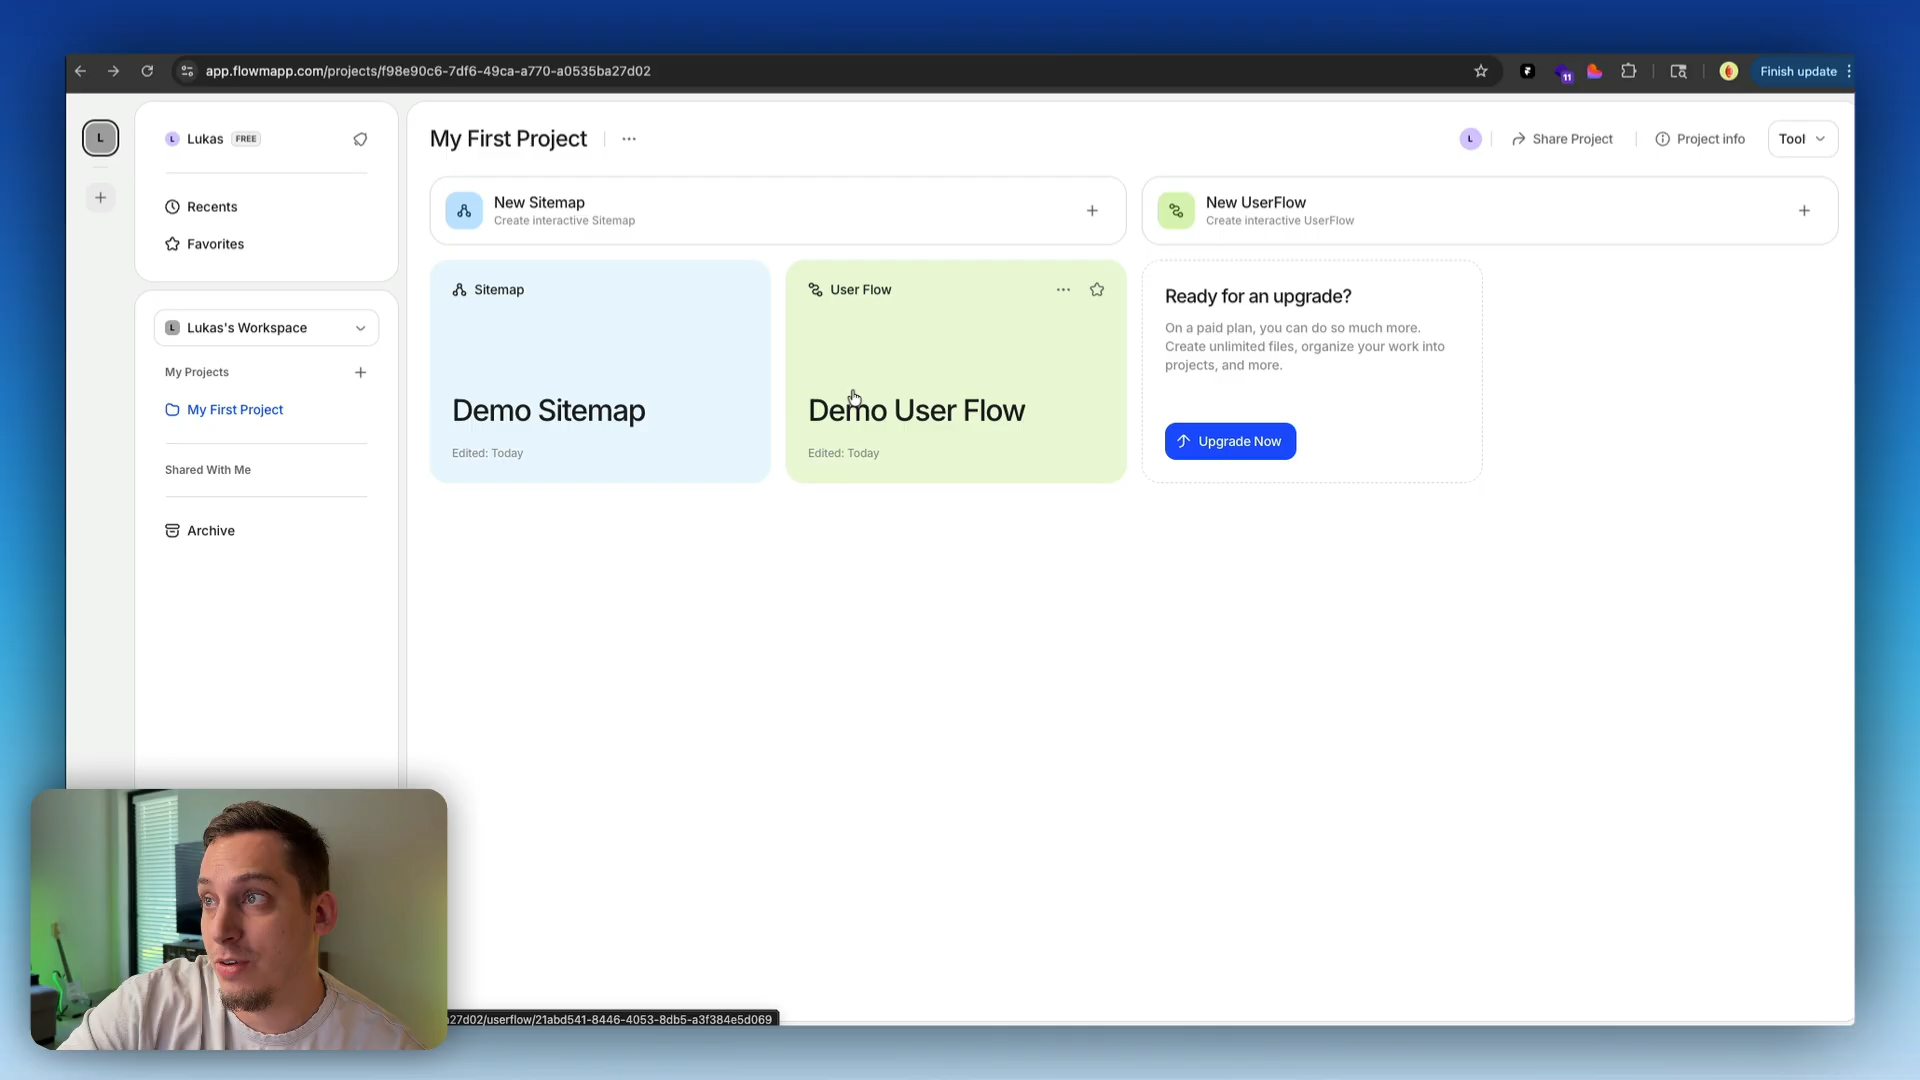 app.flowmapp.com/projects/f98e90c6-7df6-49ca-a770-a0535ba27d02
11
Finish update
L
L Lukas FREE
Recents
Favorites
L Lukas's Workspace
My Projects
My First Project
Shared With Me
Archive
My First Project
L
Share Project
Project info
Tool
New Sitemap
Create interactive Sitemap
New UserFlow
Create interactive UserFlow
Sitemap
Demo Sitemap
Edited: Today
User Flow
Demo User Flow
Edited: Today
Ready for an upgrade?
On a paid plan, you can do so much more.
Create unlimited files, organize your work into
projects, and more.
Upgrade Now
27d02/userflow/21abd541-8446-4053-8db5-a3f384e5d069